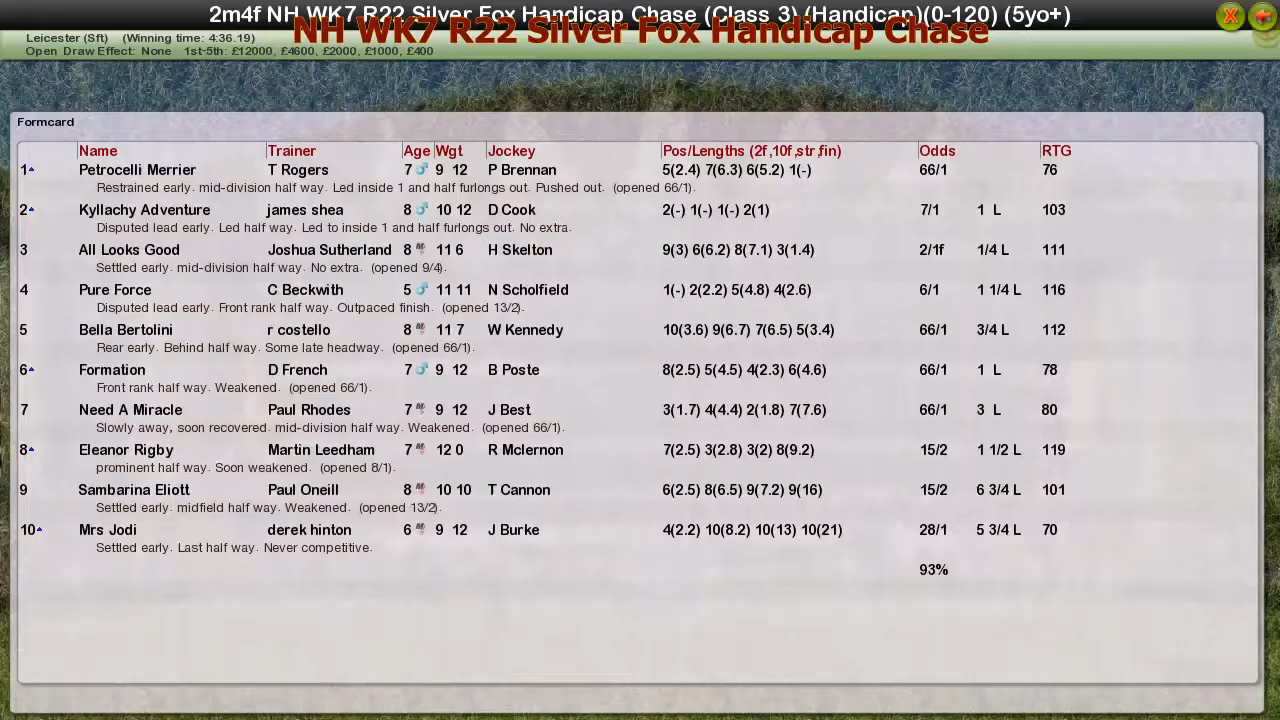 2m4f NH WK7 R22 Silver Fox Handicap Chase (Class 3) (Handicap)(0-120) (5yo+)
NH WK7 R22 Silver Fox Handicap Chase
Leicester (Sft) (Winning time: 4:36.19)
Open Draw Effect: None 1st-5th: £12000, £4600, £2000, £1000, £400
Formcard
Name Trainer Age Wgt Jockey Pos/Lengths (2f,10f,str,fin) Odds RTG
1 Petrocelli Merrier T Rogers 7 9 12 P Brennan 5(2.4) 7(6.3) 6(5.2) 1(-) 66/1 76
Restrained early. mid-division half way. Led inside 1 and half furlongs out. Pushed out. (opened 66/1).
2 Kyllachy Adventure james shea 8 10 12 D Cook 2(-) 1(-) 1(-) 2(1) 7/1 1 L 103
Disputed lead early. Led half way. Led to inside 1 and half furlongs out. No extra.
3 All Looks Good Joshua Sutherland 8 11 6 H Skelton 9(3) 6(6.2) 8(7.1) 3(1.4) 2/1f 1/4 L 111
Settled early. mid-division half way. No extra. (opened 9/4).
4 Pure Force C Beckwith 5 11 11 N Scholfield 1(-) 2(2.2) 5(4.8) 4(2.6) 6/1 1 1/4 L 116
Disputed lead early. Front rank half way. Outpaced finish. (opened 13/2).
5 Bella Bertolini r costello 8 11 7 W Kennedy 10(3.6) 9(6.7) 7(6.5) 5(3.4) 66/1 3/4 L 112
Rear early. Behind half way. Some late headway. (opened 66/1).
6 Formation D French 7 9 12 B Poste 8(2.5) 5(4.5) 4(2.3) 6(4.6) 66/1 1 L 78
Front rank half way. Weakened. (opened 66/1).
7 Need A Miracle Paul Rhodes 7 9 12 J Best 3(1.7) 4(4.4) 2(1.8) 7(7.6) 66/1 3 L 80
Slowly away, soon recovered. mid-division half way. Weakened. (opened 66/1).
8 Eleanor Rigby Martin Leedham 7 12 0 R Mclernon 7(2.5) 3(2.8) 3(2) 8(9.2) 15/2 1 1/2 L 119
prominent half way. Soon weakened. (opened 8/1).
9 Sambarina Eliott Paul Oneill 8 10 10 T Cannon 6(2.5) 8(6.5) 9(7.2) 9(16) 15/2 6 3/4 L 101
Settled early. midfield half way. Weakened. (opened 13/2).
10 Mrs Jodi derek hinton 6 9 12 J Burke 4(2.2) 10(8.2) 10(13) 10(21) 28/1 5 3/4 L 70
Settled early. Last half way. Never competitive.
93%